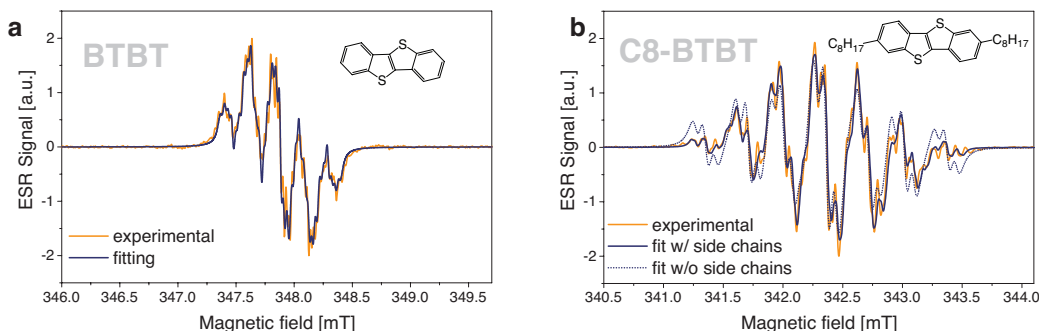 a
BTBT
S
S
ESR Signal [a.u.]
2
1
0
-1
-2
experimental
fitting
346.0 346.5 347.0 347.5 348.0 348.5 349.0 349.5
Magnetic field [mT]
b
C8-BTBT
C8H17
S
S
C8H17
ESR Signal [a.u.]
2
1
0
-1
-2
experimental
fit w/ side chains
fit w/o side chains
340.5 341.0 341.5 342.0 342.5 343.0 343.5 344.0
Magnetic field [mT]